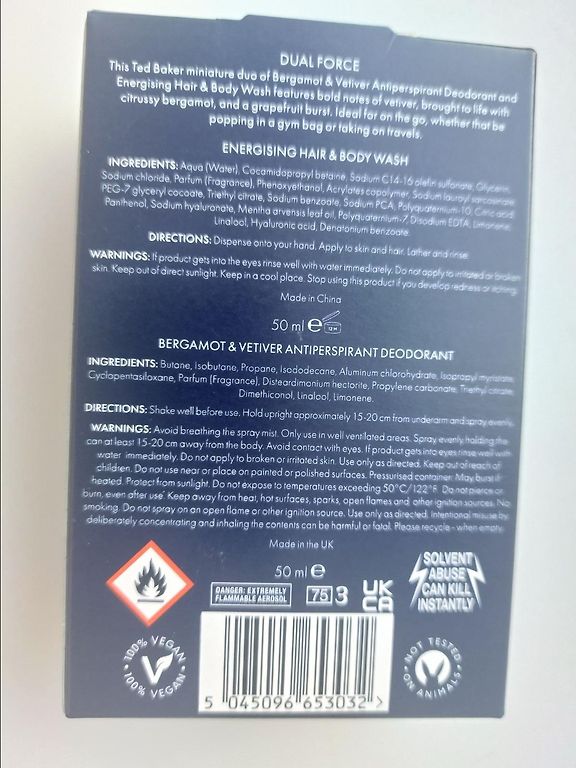 DUAL FORCE
This Ted Baker miniature duo of Bergamot & Vetiver Antiperspirant Deodorant and
Energising Hair & Body Wash features bold notes of vetiver, brought to life with
citrussy bergamot, and a grapefruit burst. Ideal for on the go, whether that be
popping in a gym bag or taking on travels.
ENERGISING HAIR & BODY WASH
INGREDIENTS: Aqua (Water), Cocamidopropyl betaine, Sodium C14-16 olefin sulfonate, Glycerin,
Sodium chloride, Parfum (Fragrance), Phenoxyethanol, Acrylates copolymer, Sodium lauroyl sarcosinate,
PEG-7 glyceryl cocoate, Triethyl citrate, Sodium benzoate, Sodium PCA, Polyquaternium-10, Citric acid,
Panthenol, Sodium hyaluronate, Mentha arvensis leaf oil, Polyquaternium-7, Disodium EDTA, Limonene,
Linalool, Hyaluronic acid, Denatonium benzoate.
DIRECTIONS: Dispense onto your hand. Apply to skin and hair. Lather and rinse.
WARNINGS: If product gets into the eyes rinse well with water immediately. Do not apply to irritated or broken
skin. Keep out of direct sunlight. Keep in a cool place. Stop using this product if you develop redness or itching.
Made in China
50 ml e 12 M
BERGAMOT & VETIVER ANTIPERSPIRANT DEODORANT
INGREDIENTS: Butane, Isobutane, Propane, Isododecane, Aluminum chlorohydrate, Isopropyl myristate,
Cyclopentasiloxane, Parfum (Fragrance), Disteardimonium hectorite, Propylene carbonate, Triethyl citrate,
Dimethiconol, Linalool, Limonene.
DIRECTIONS: Shake well before use. Hold upright approximately 15-20 cm from underarm and spray evenly.
WARNINGS: Avoid breathing the spray mist. Only use in well ventilated areas. Spray evenly, holding the
can at least 15-20 cm away from the body. Avoid contact with eyes. If product gets into eyes rinse well with
water immediately. Do not apply to broken or irritated skin. Use only as directed. Keep out of reach of
children. Do not use near or place on painted or polished surfaces. Pressurised container: May burst if
heated. Protect from sunlight. Do not expose to temperatures exceeding 50°C/122°F. Do not pierce or
burn, even after use. Keep away from heat, hot surfaces, sparks, open flames and other ignition sources. No
smoking. Do not spray on an open flame or other ignition source. Use only as directed. Intentional misuse by
deliberately concentrating and inhaling the contents can be harmful or fatal. Please recycle - when empty.
Made in the UK
50 ml e
DANGER: EXTREMELY
FLAMMABLE AEROSOL
75 3
UK
CA
SOLVENT
ABUSE
CAN KILL
INSTANTLY
100% VEGAN • 100% VEGAN •
NOT TESTED • ON ANIMALS •
5 045096 653032 >